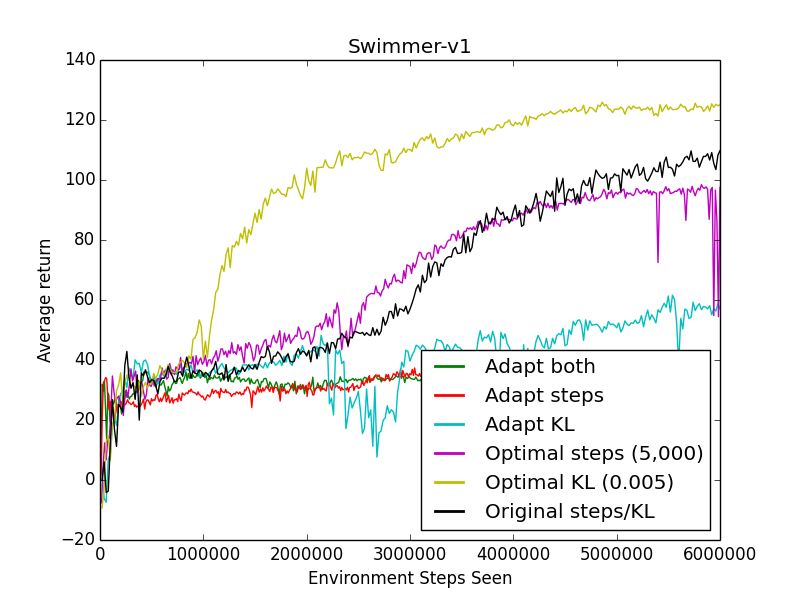 Swimmer-v1
140
120
100
80
60
40
20
0
−20
Average return
Adapt both
Adapt steps
Adapt KL
Optimal steps (5,000)
Optimal KL (0.005)
Original steps/KL
0 1000000 2000000 3000000 4000000 5000000 6000000
Environment Steps Seen